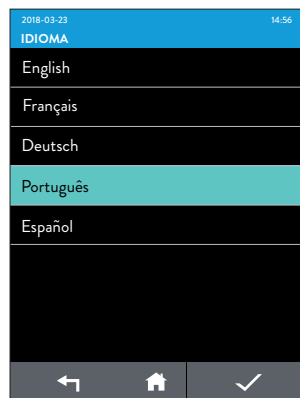 2018-03-23 14:56
IDIOMA
English
Français
Deutsch
Português
Español